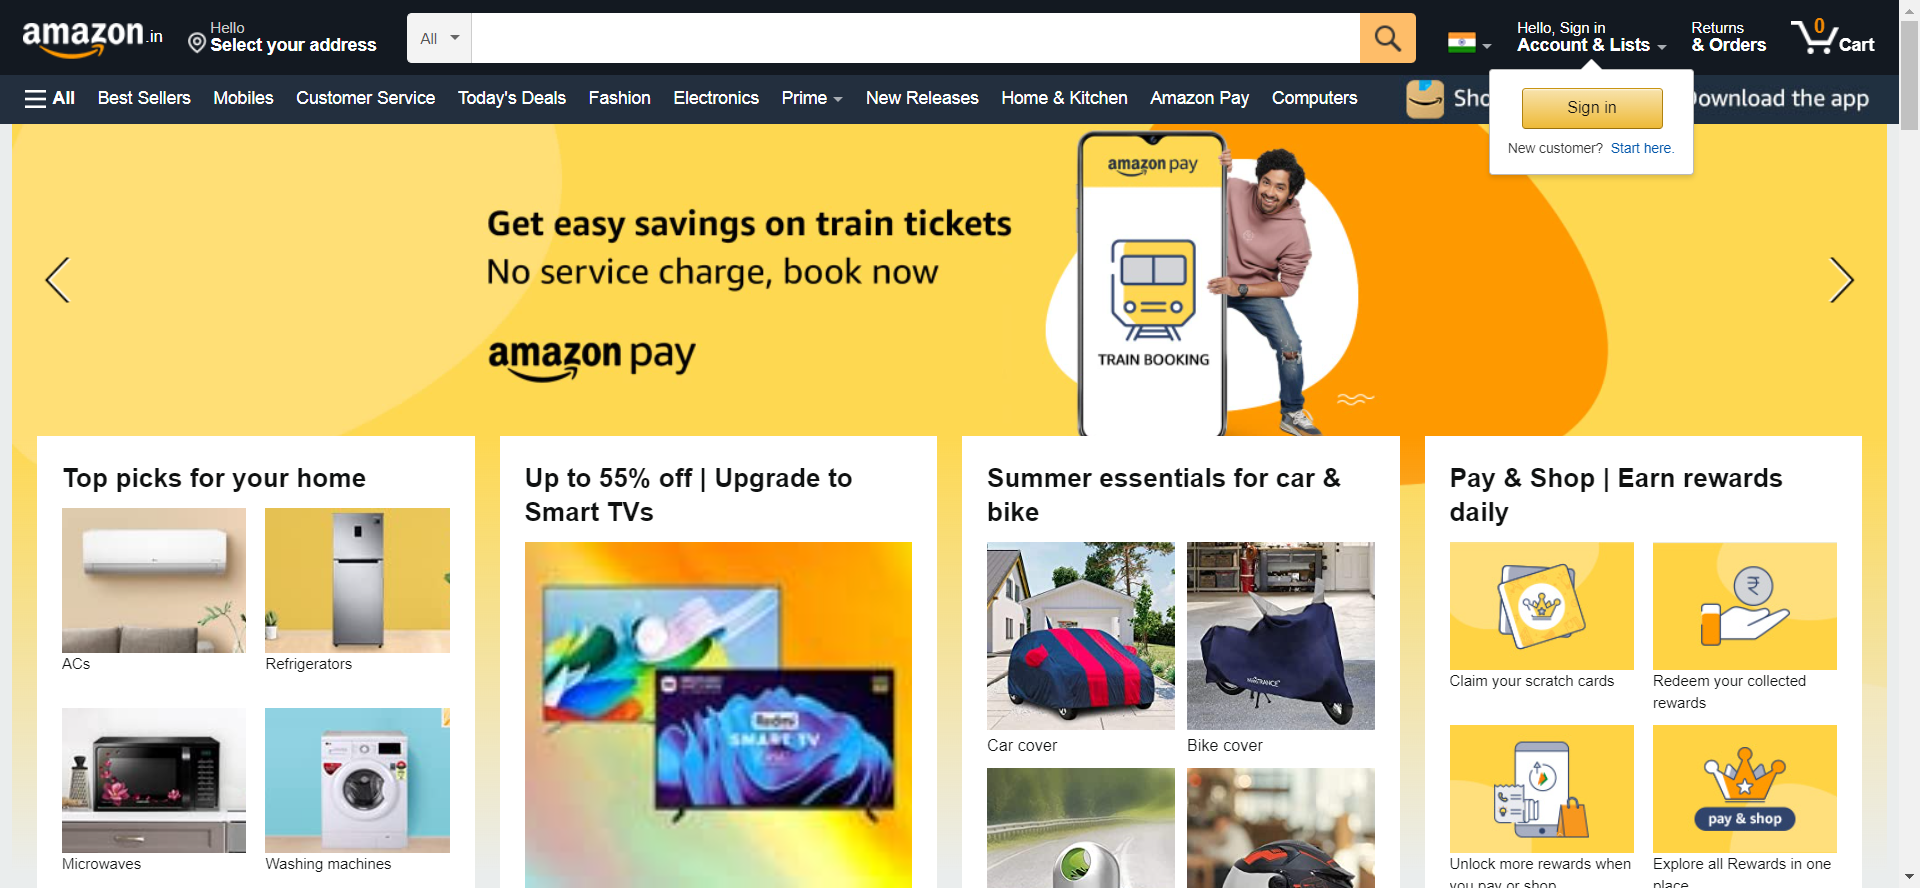 amazon.in
Hello
Select your address
All
Hello, Sign in
Account & Lists
Returns
& Orders
0
Cart
All
Best Sellers
Mobiles
Customer Service
Today's Deals
Fashion
Electronics
Prime
New Releases
Home & Kitchen
Amazon Pay
Computers
Sho
ownload the app
Sign in
New customer? Start here.
Get easy savings on train tickets
No service charge, book now
amazon pay
amazon pay
TRAIN BOOKING
Top picks for your home
ACs
Refrigerators
Microwaves
Washing machines
Up to 55% off | Upgrade to
Smart TVs
Redmi
SMART TV
Summer essentials for car &
bike
Car cover
Bike cover
Pay & Shop | Earn rewards
daily
Claim your scratch cards
Redeem your collected
rewards
pay & shop
Unlock more rewards when
you pay or shop
Explore all Rewards in one
place